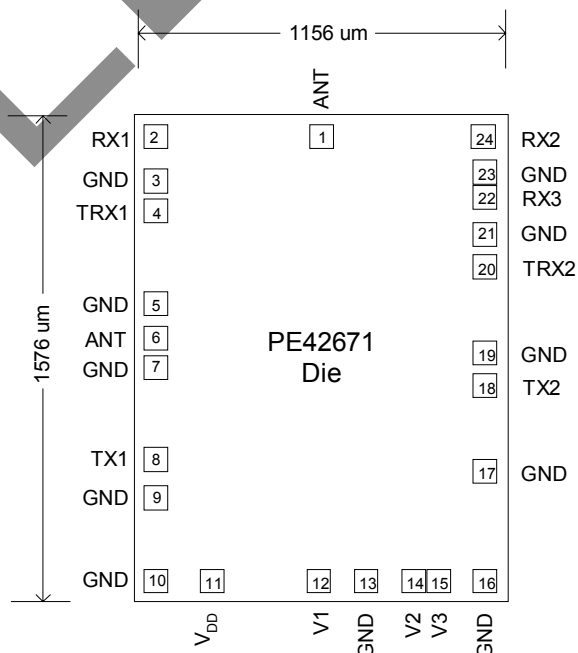 1156 um
ANT
RX1 2 1 24 RX2
GND 3 23 GND
22 RX3
TRX1 4
21 GND
20 TRX2
GND 5
ANT 6 PE42671
GND 7 Die 19 GND
18 TX2
1576 um
TX1 8
17 GND
GND 9
GND 10 11 12 13 14 15 16
VDD V1 GND V2 V3 GND